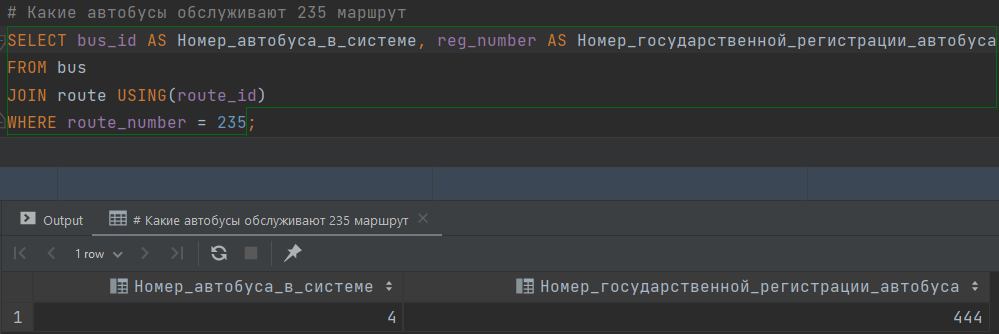 # Какие автобусы обслуживают 235 маршрут
SELECT bus_id AS Номер_автобуса_в_системе, reg_number AS Номер_государственной_регистрации_автобуса
FROM bus
JOIN route USING(route_id)
WHERE route_number = 235;
Output
# Какие автобусы обслуживают 235 маршрут
1 row
Номер_автобуса_в_системе
Номер_государственной_регистрации_автобуса
1
4
444